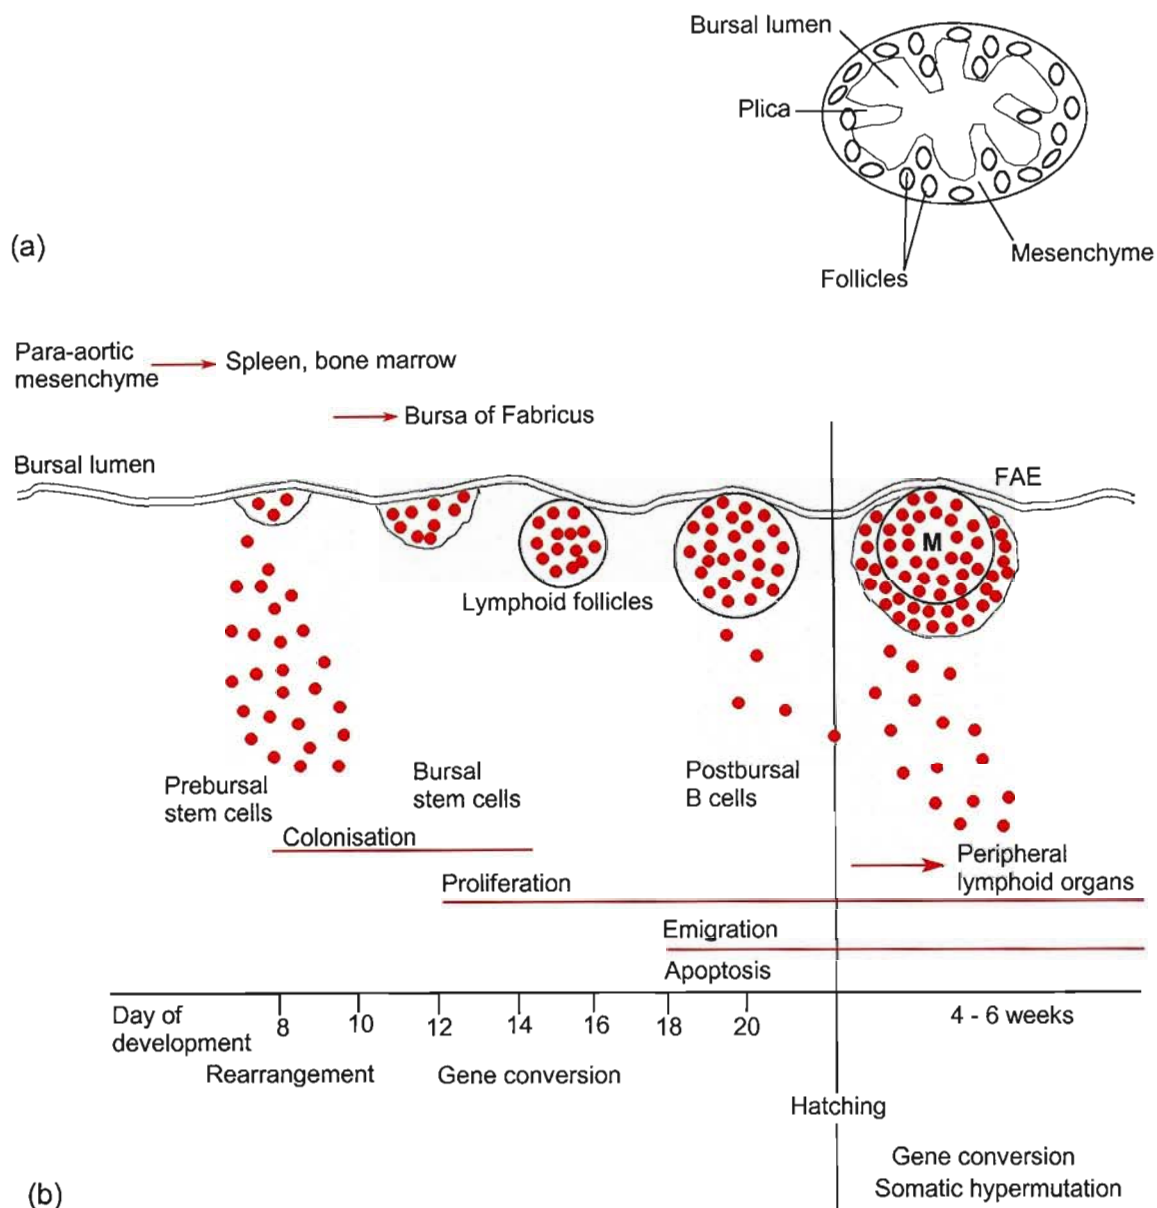 Bursal lumen
Plica
Mesenchyme
Follicles
(a)
Para-aortic
mesenchyme
Spleen, bone marrow
Bursa of Fabricus
Bursal lumen
FAE
M
Lymphoid follicles
Prebursal
stem cells
Bursal
stem cells
Postbursal
B cells
Colonisation
Proliferation
Peripheral
lymphoid organs
Emigration
Apoptosis
Day of
development
8 10 12 14 16 18 20
4 - 6 weeks
Rearrangement
Gene conversion
Hatching
Gene conversion
Somatic hypermutation
(b)